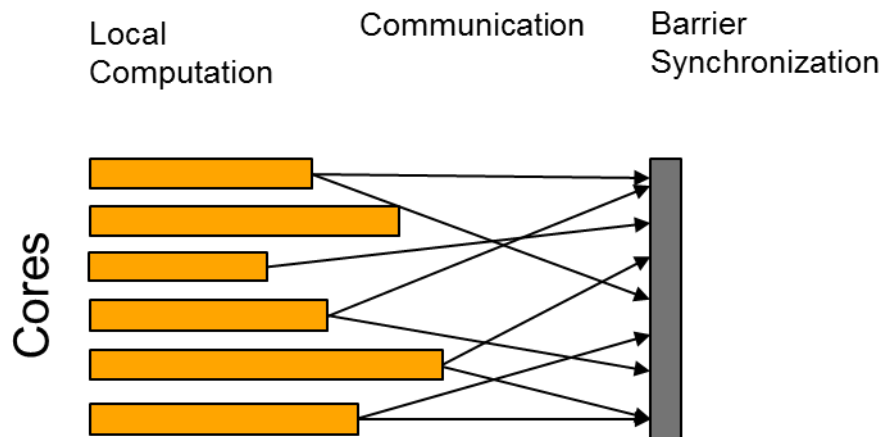 Local
Computation
Communication
Barrier
Synchronization
Cores